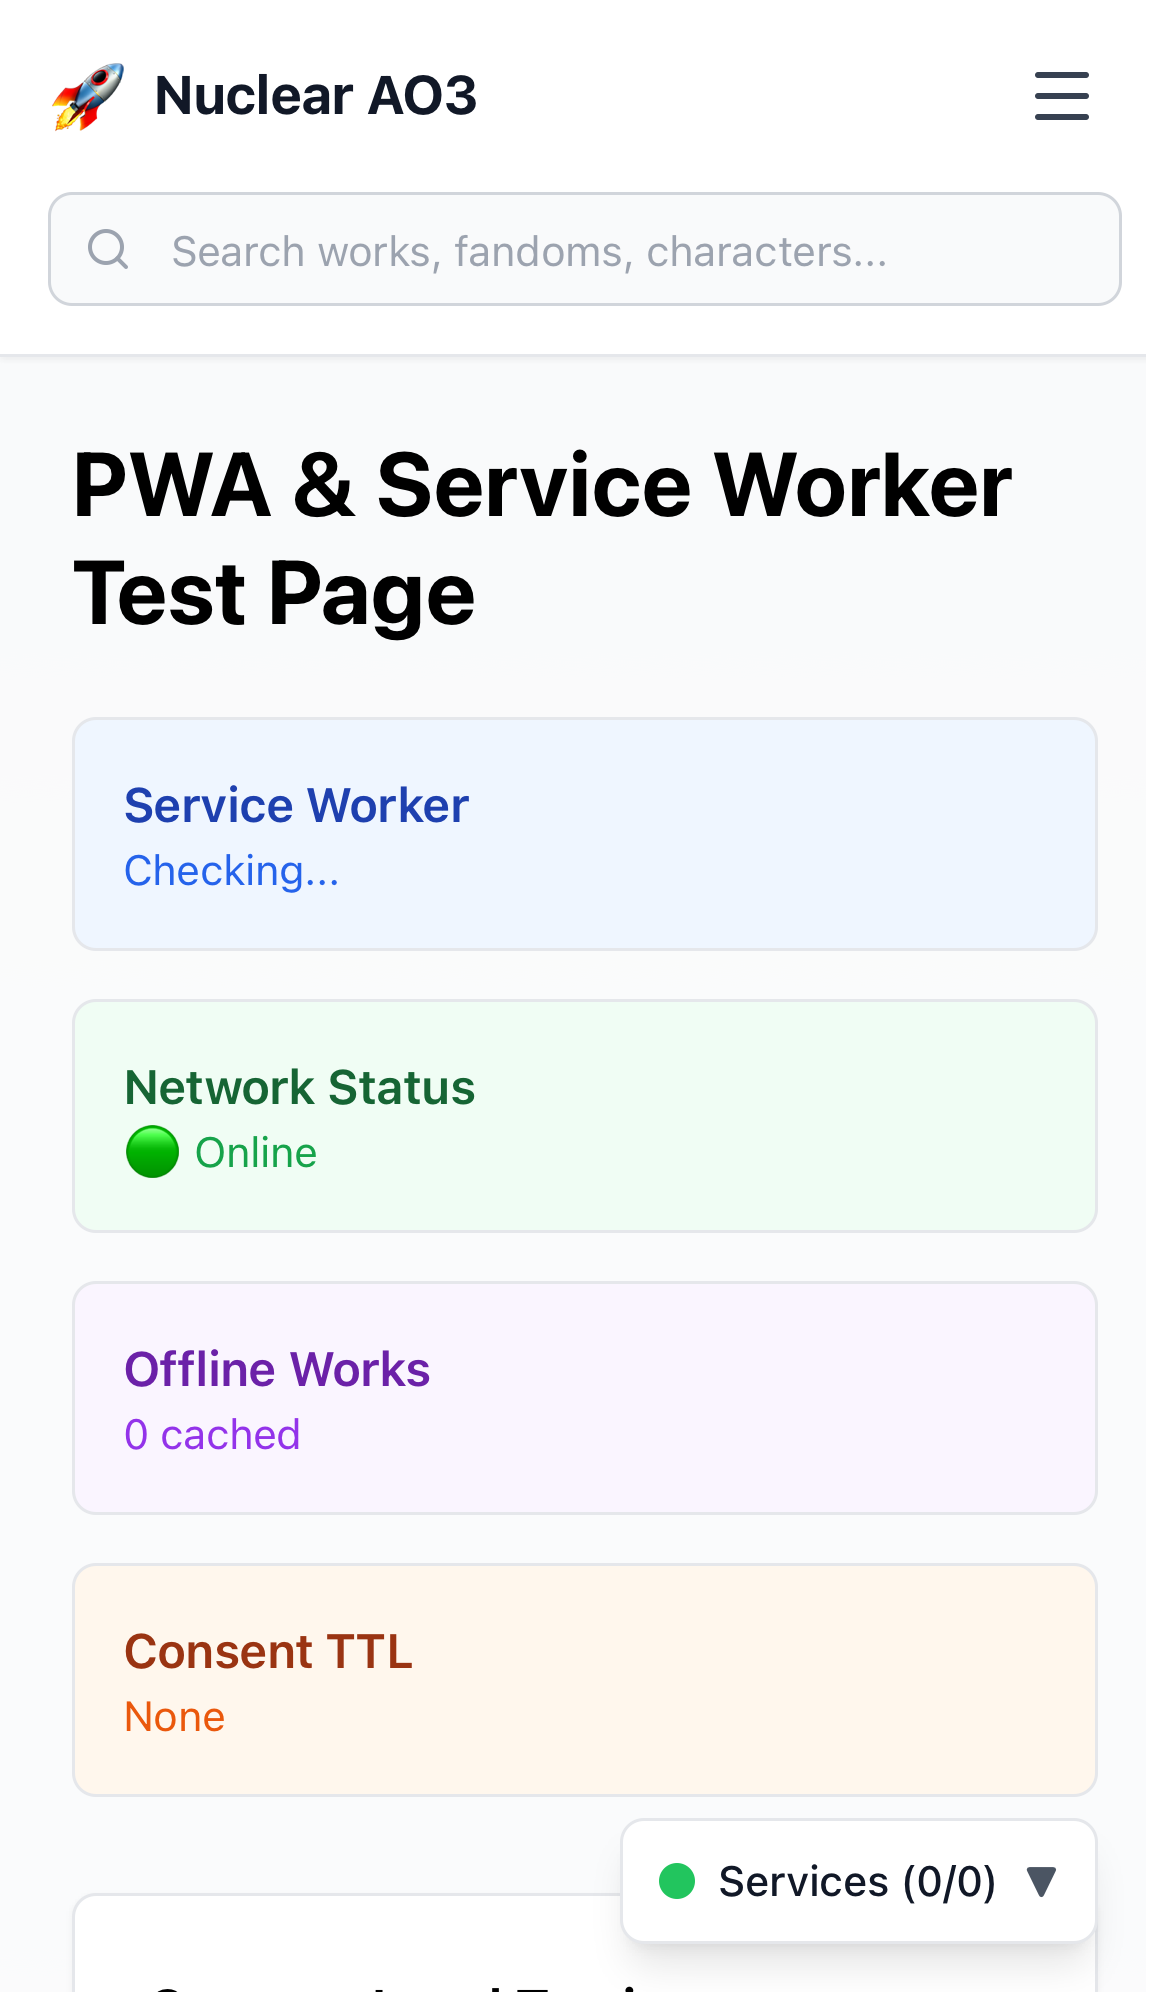 Nuclear AO3
Search works, fandoms, characters...
PWA & Service Worker
Test Page
Service Worker
Checking...
Network Status
Online
Offline Works
0 cached
Consent TTL
None
Services (0/0) ▼